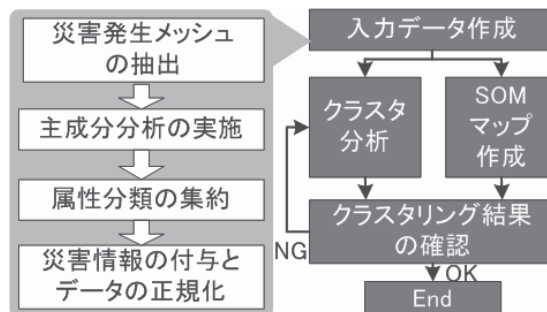 災害発生メッシュ
の抽出
主成分分析の実施
属性分類の集約
災害情報の付与と
データの正規化
入力データ作成
クラスタ
分析
SOM
マップ
作成
クラスタリング結果
の確認
NG
OK
End